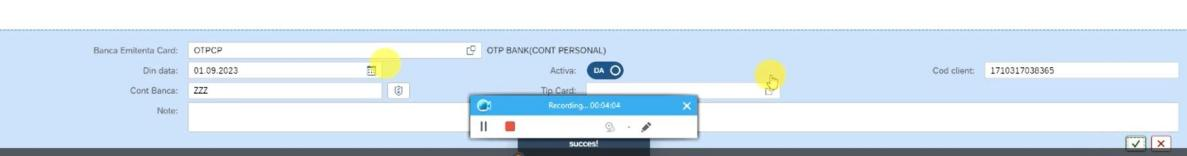 Banca Emitenta Card: OTPCP OTP BANK(CONT PERSONAL)
Din data: 01.09.2023 Activa: DA Cod client: 1710317038365
Cont Banca: ZZZ Tip Card:
Recording... 00:04:04
Note:
succes!